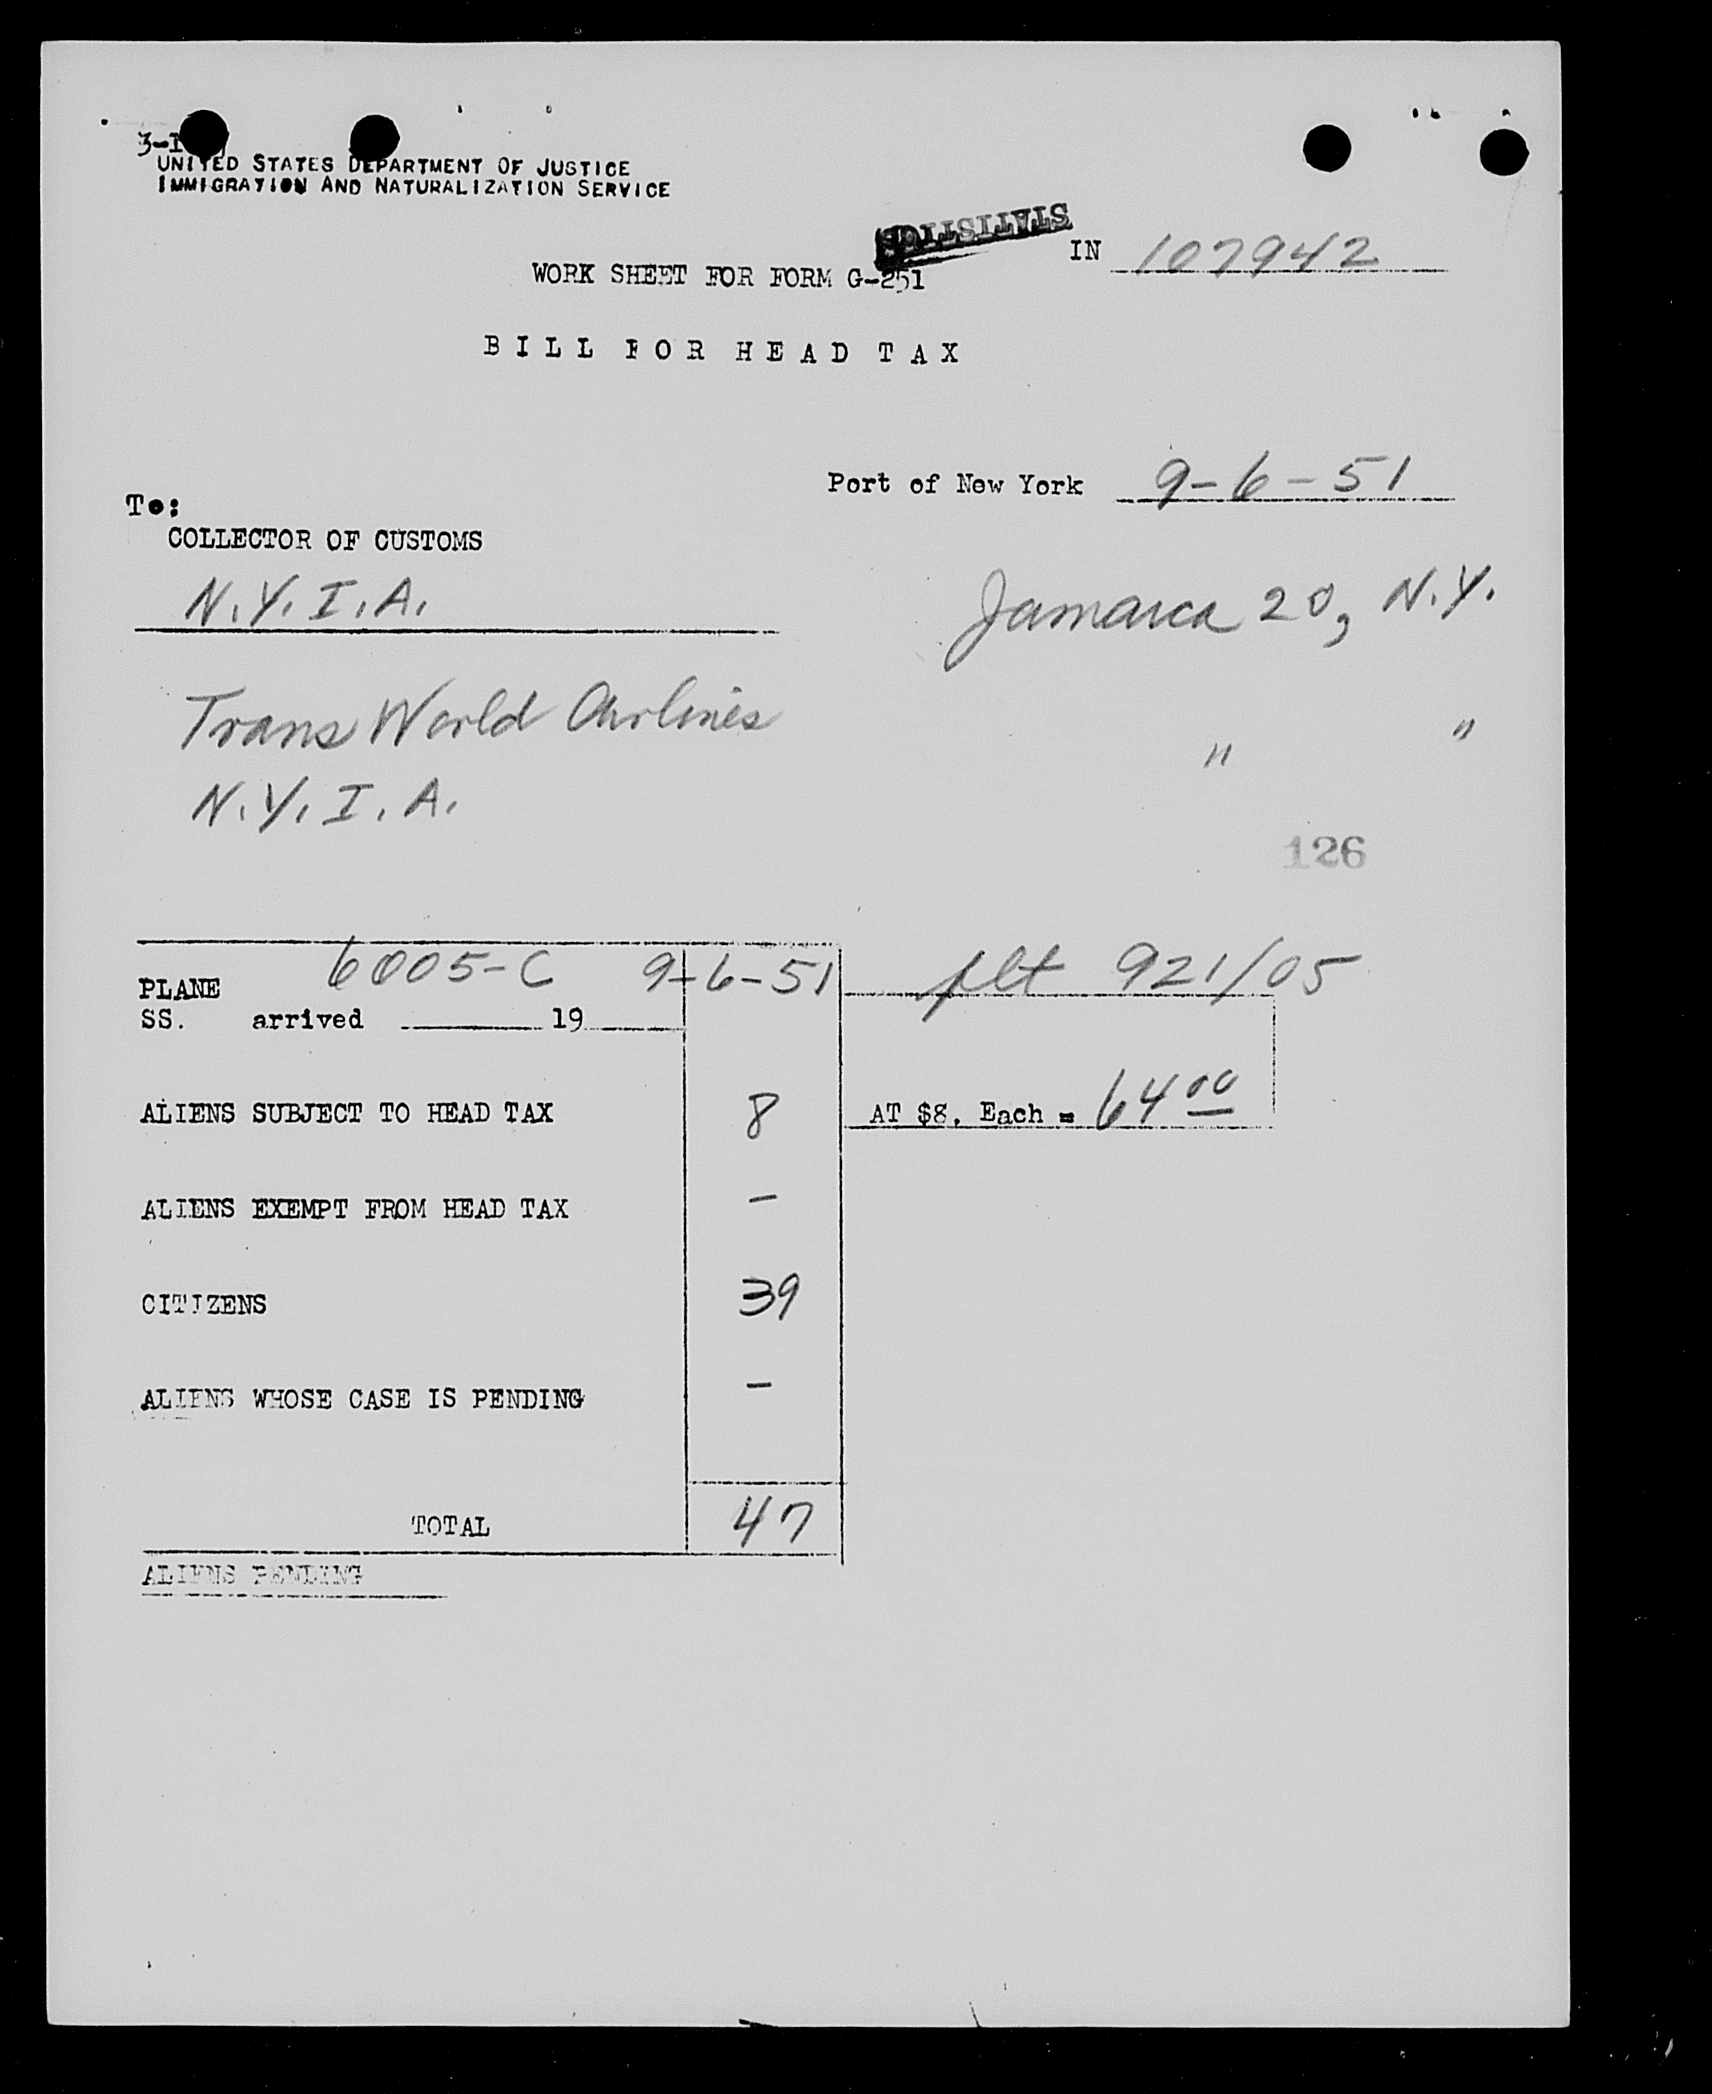 UNITED STATES DEPARTMENT OF JUSTICE
IMMIGRATION AND NATURALIZATION SERVICE
STATISTICS
IN 107942
WORK SHEET FOR FORM G-251
BILL FOR HEAD TAX
Port of New York 9-6-51
To:
COLLECTOR OF CUSTOMS
N.Y.I.A. Jamaica 20, N.Y.
Trans World Airlines " "
N.Y.I.A.
126
6005-C 9-6-51 flt 921/05
PLANE
SS. arrived 19
ALIENS SUBJECT TO HEAD TAX 8 AT $8. Each = 64 00
ALIENS EXEMPT FROM HEAD TAX -
CITIZENS 39
ALIENS WHOSE CASE IS PENDING -
TOTAL 47
ALIENS PENDING